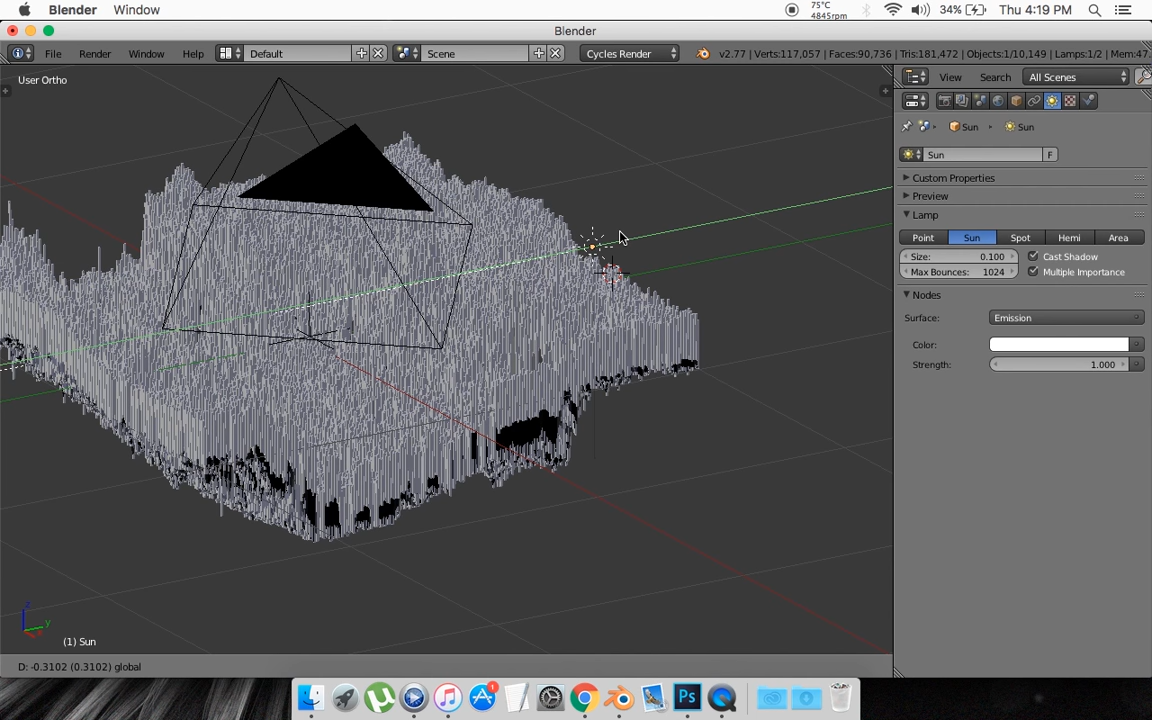 Blender Window 75°C 4845rpm 34% Thu 4:19 PM
Blender
File Render Window Help Default Scene Cycles Render v2.77 | Verts:117,057 | Faces:90,736 | Tris:181,472 | Objects:1/10,149 | Lamps:1/2 | Mem:47.
User Ortho
View Search All Scenes
Sun Sun
Sun F
Custom Properties
Preview
Lamp
Point Sun Spot Hemi Area
Size: 0.100 Cast Shadow
Max Bounces: 1024 Multiple Importance
Nodes
Surface: Emission
Color:
Strength: 1.000
z
y
(1) Sun
D: -0.3102 (0.3102) global
1
Ps